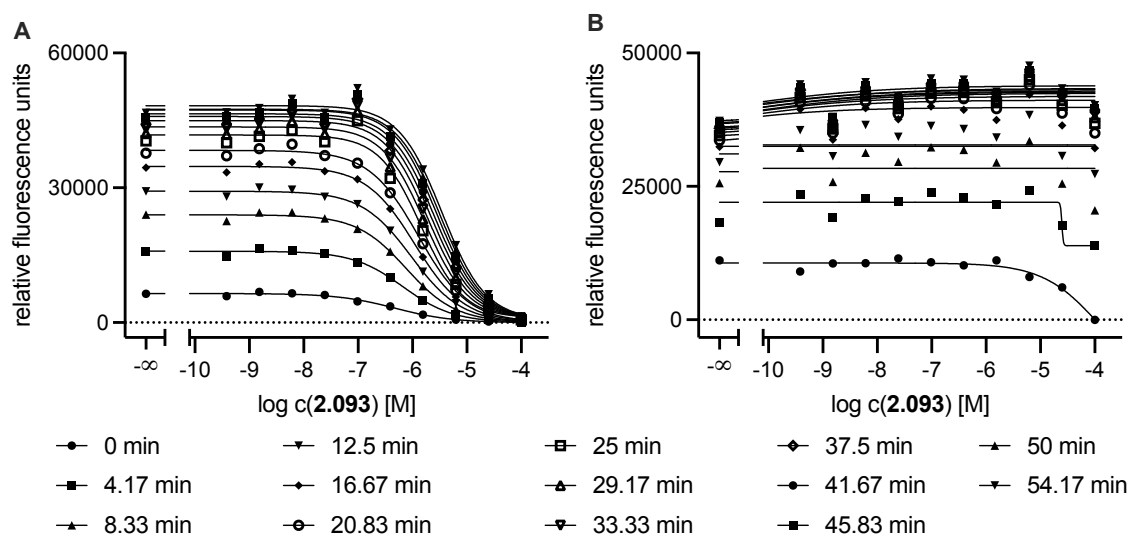 A
B
60000
30000
0
relative fluorescence units
-∞ -10 -9 -8 -7 -6 -5 -4
log c(2.093) [M]
50000
25000
0
relative fluorescence units
-∞ -10 -9 -8 -7 -6 -5 -4
log c(2.093) [M]
0 min 12.5 min 25 min 37.5 min 50 min
4.17 min 16.67 min 29.17 min 41.67 min 54.17 min
8.33 min 20.83 min 33.33 min 45.83 min